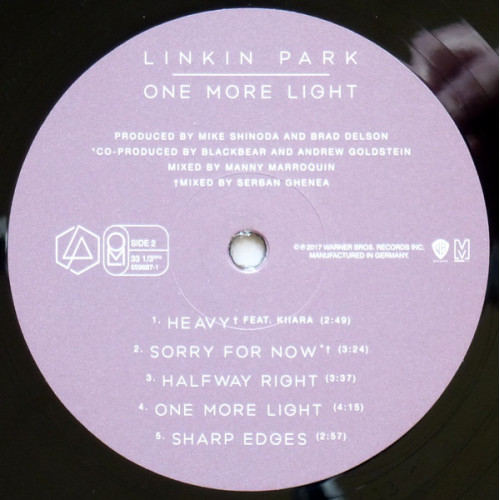 LINKIN PARK
ONE MORE LIGHT
PRODUCED BY MIKE SHINODA AND BRAD DELSON
*CO-PRODUCED BY BLACKBEAR AND ANDREW GOLDSTEIN
MIXED BY MANNY MARROQUIN
†MIXED BY SERBAN GHENEA
SIDE 2
33 1/3 RPM
©℗2017 WARNER BROS. RECORDS INC.
MANUFACTURED IN GERMANY.
1. HEAVY† FEAT. KIIARA (2:49)
2. SORRY FOR NOW*† (3:24)
3. HALFWAY RIGHT (3:37)
4. ONE MORE LIGHT (4:15)
5. SHARP EDGES (2:57)